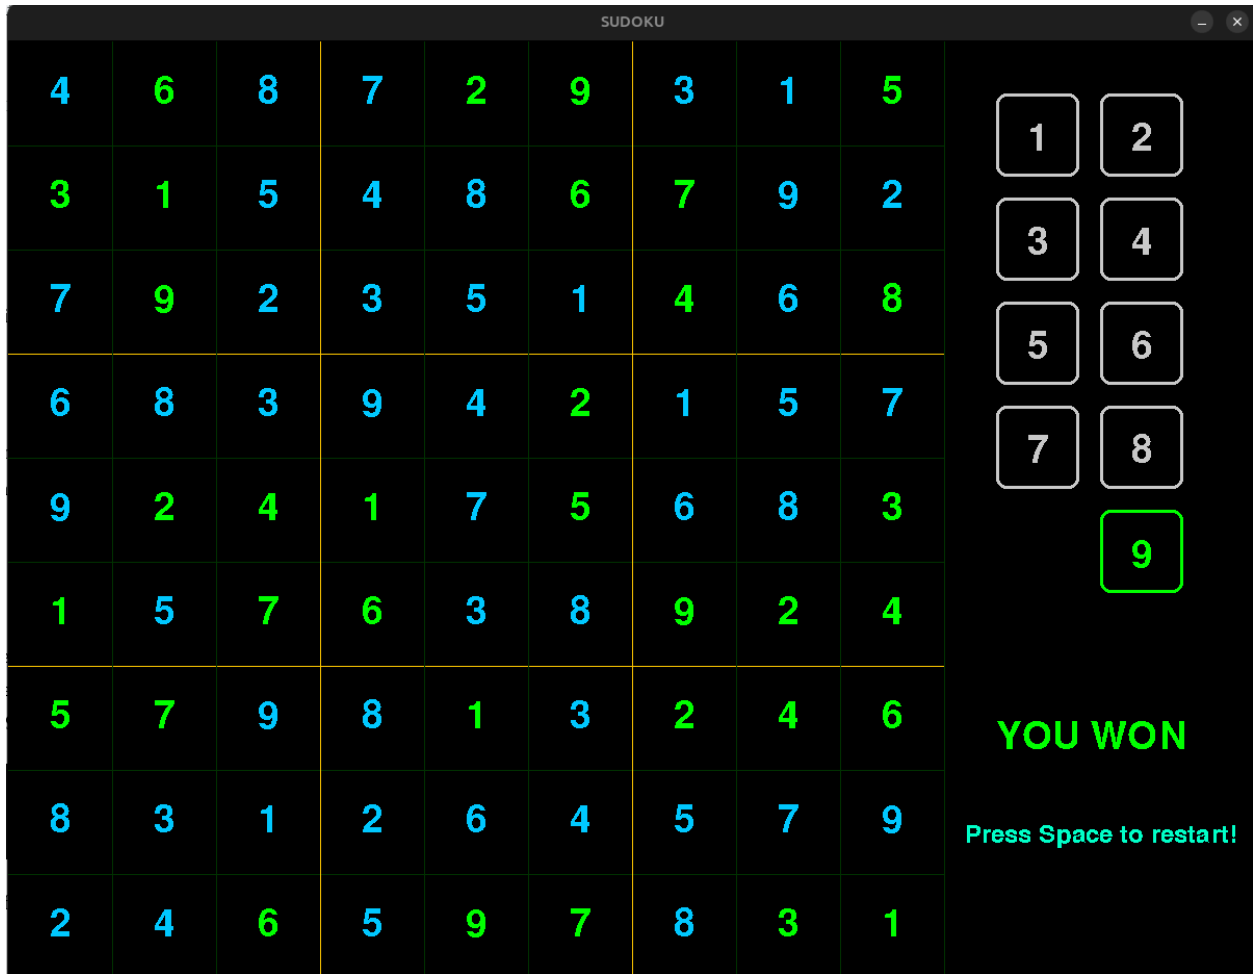 SUDOKU
4 6 8 7 2 9 3 1 5
3 1 5 4 8 6 7 9 2
7 9 2 3 5 1 4 6 8
6 8 3 9 4 2 1 5 7
9 2 4 1 7 5 6 8 3
1 5 7 6 3 8 9 2 4
5 7 9 8 1 3 2 4 6
8 3 1 2 6 4 5 7 9
2 4 6 5 9 7 8 3 1
1 2
3 4
5 6
7 8
9
YOU WON
Press Space to restart!